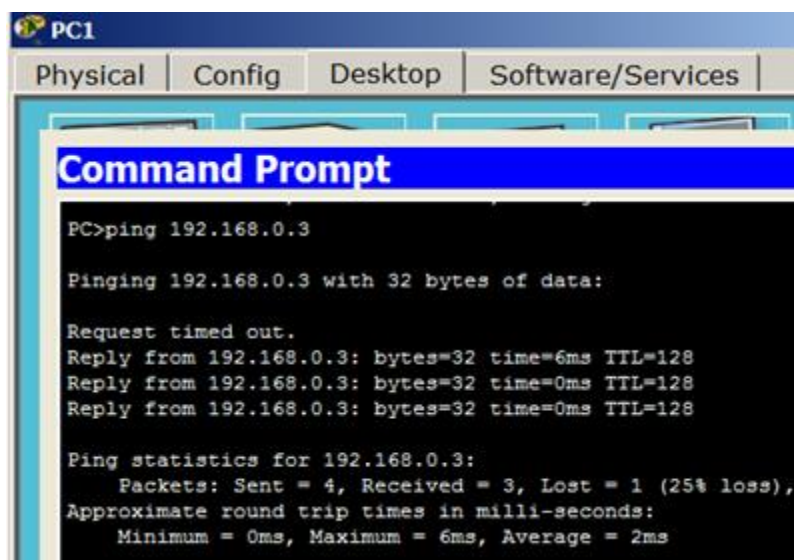 PC1
Physical Config Desktop Software/Services
Command Prompt
PC>ping 192.168.0.3
Pinging 192.168.0.3 with 32 bytes of data:
Request timed out.
Reply from 192.168.0.3: bytes=32 time=6ms TTL=128
Reply from 192.168.0.3: bytes=32 time=0ms TTL=128
Reply from 192.168.0.3: bytes=32 time=0ms TTL=128
Ping statistics for 192.168.0.3:
Packets: Sent = 4, Received = 3, Lost = 1 (25% loss),
Approximate round trip times in milli-seconds:
Minimum = 0ms, Maximum = 6ms, Average = 2ms